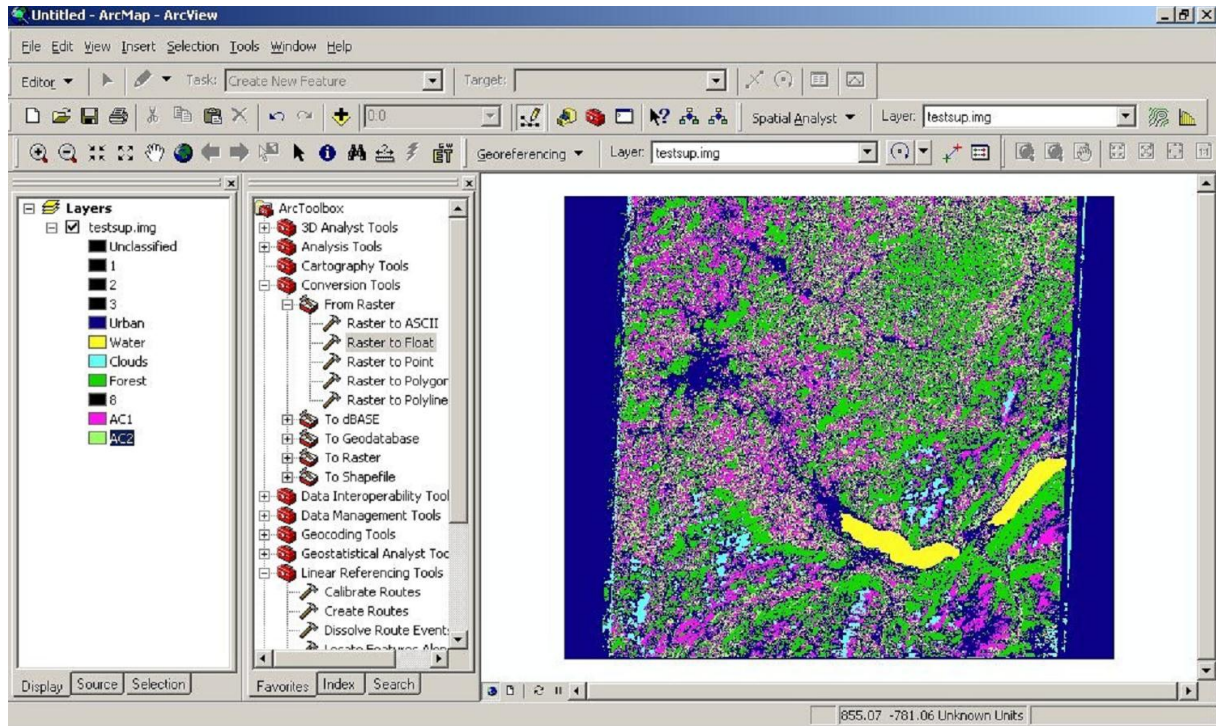 Untitled - ArcMap - ArcView
File Edit View Insert Selection Tools Window Help
Editor Task: Create New Feature Target:
0.0 Spatial Analyst Layer: testsup.img
Georeferencing Layer: testsup.img
Layers
testsup.img
Unclassified
1
2
3
Urban
Water
Clouds
Forest
8
AC1
AC2
Display Source Selection
ArcToolbox
3D Analyst Tools
Analysis Tools
Cartography Tools
Conversion Tools
From Raster
Raster to ASCII
Raster to Float
Raster to Point
Raster to Polygor
Raster to Polyline
To dBASE
To Geodatabase
To Raster
To Shapefile
Data Interoperability Tool
Data Management Tools
Geocoding Tools
Geostatistical Analyst Too
Linear Referencing Tools
Calibrate Routes
Create Routes
Dissolve Route Event:
Favorites Index Search
855.07 -781.06 Unknown Units